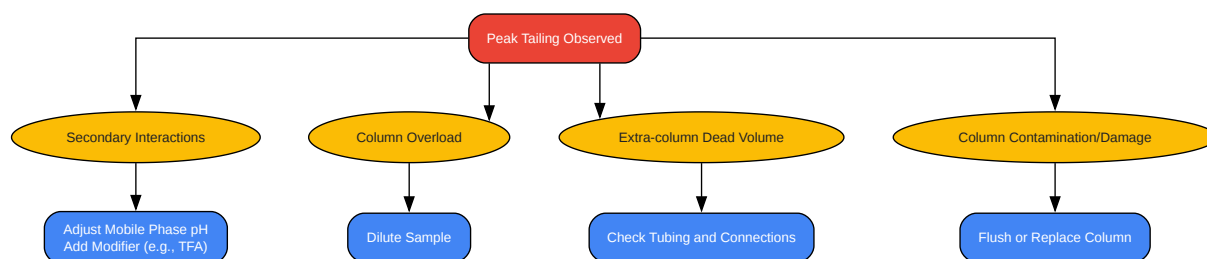 Peak Tailing Observed
Secondary Interactions
Column Overload
Extra-column Dead Volume
Column Contamination/Damage
Adjust Mobile Phase pH
Add Modifier (e.g., TFA)
Dilute Sample
Check Tubing and Connections
Flush or Replace Column